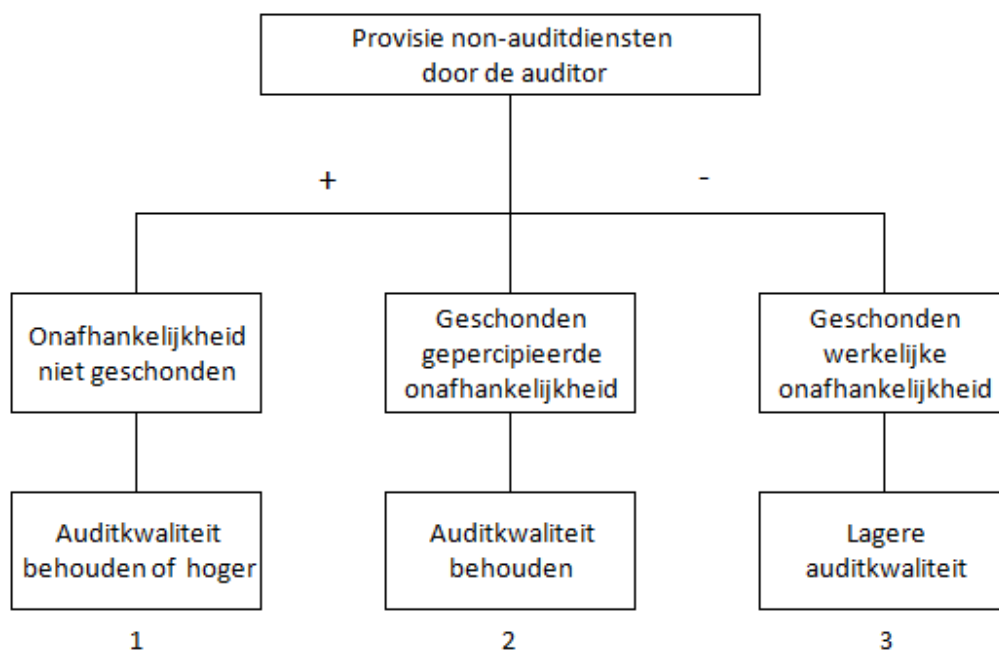 Provisie non-auditdiensten
door de auditor
+
-
Onafhankelijkheid
niet geschonden
Geschonden
gepercipieerde
onafhankelijkheid
Geschonden
werkelijke
onafhankelijkheid
Auditkwaliteit
behouden of hoger
Auditkwaliteit
behouden
Lagere
auditkwaliteit
1
2
3